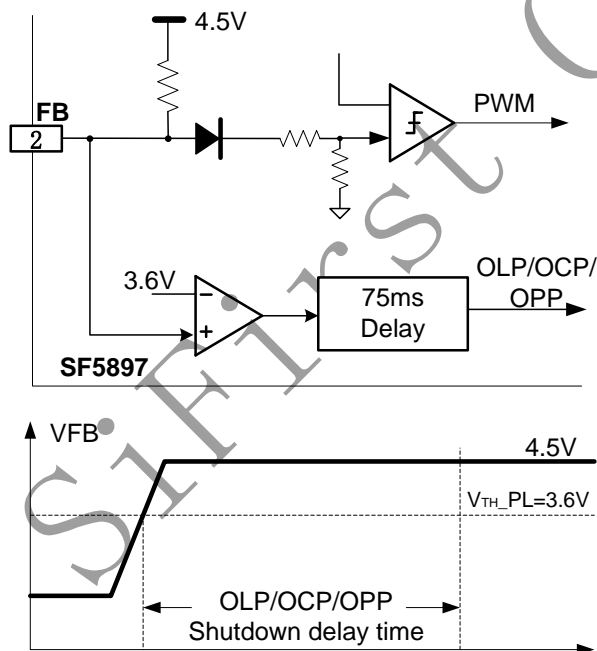 4.5V
FB
2
PWM
3.6V
75ms
Delay
OLP/OCP/
OPP
SF5897
VFB
4.5V
VTH_PL=3.6V
OLP/OCP/OPP
Shutdown delay time
SiFirst C